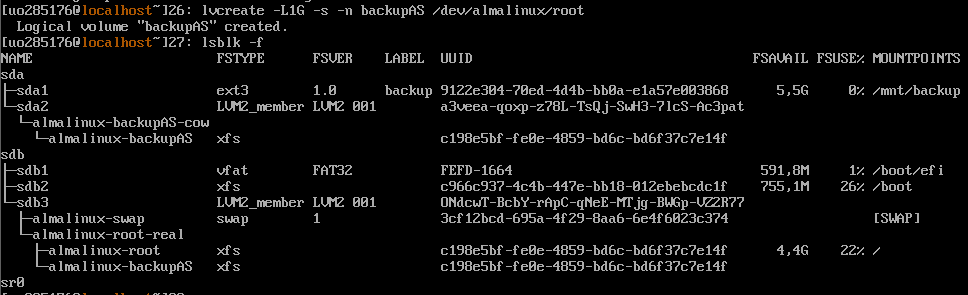 [uo285176@localhost~]26: lvcreate -L1G -s -n backupAS /dev/almalinux/root
  Logical volume "backupAS" created.
[uo285176@localhost~]27: lsblk -f
NAME                      FSTYPE      FSVER    LABEL  UUID                                   FSAVAIL FSUSE% MOUNTPOINTS
sda
├─sda1                    ext3        1.0      backup 9122e304-70ed-4d4b-bb0a-e1a57e003868      5,5G     0% /mnt/backup
└─sda2                    LVM2_member LVM2 001        a3veea-qoxp-z78L-TsQj-SwH3-7lcS-Ac3pat
  └─almalinux-backupAS-cow
    └─almalinux-backupAS  xfs                         c198e5bf-fe0e-4859-bd6c-bd6f37c7e14f
sdb
├─sdb1                    vfat        FAT32           FEFD-1664                               591,8M     1% /boot/efi
├─sdb2                    xfs                         c966c937-4c4b-447e-bb18-012ebebcdc1f    755,1M    26% /boot
└─sdb3                    LVM2_member LVM2 001        ONdcwT-BcbY-rApC-qNeE-MTjg-BWGp-VZ2R77
  ├─almalinux-swap        swap        1               3cf12bcd-695a-4f29-8aa6-6e4f6023c374                  [SWAP]
  └─almalinux-root-real
    ├─almalinux-root      xfs                         c198e5bf-fe0e-4859-bd6c-bd6f37c7e14f      4,4G    22% /
    └─almalinux-backupAS  xfs                         c198e5bf-fe0e-4859-bd6c-bd6f37c7e14f
sr0
[uo285176@localhost~]28: